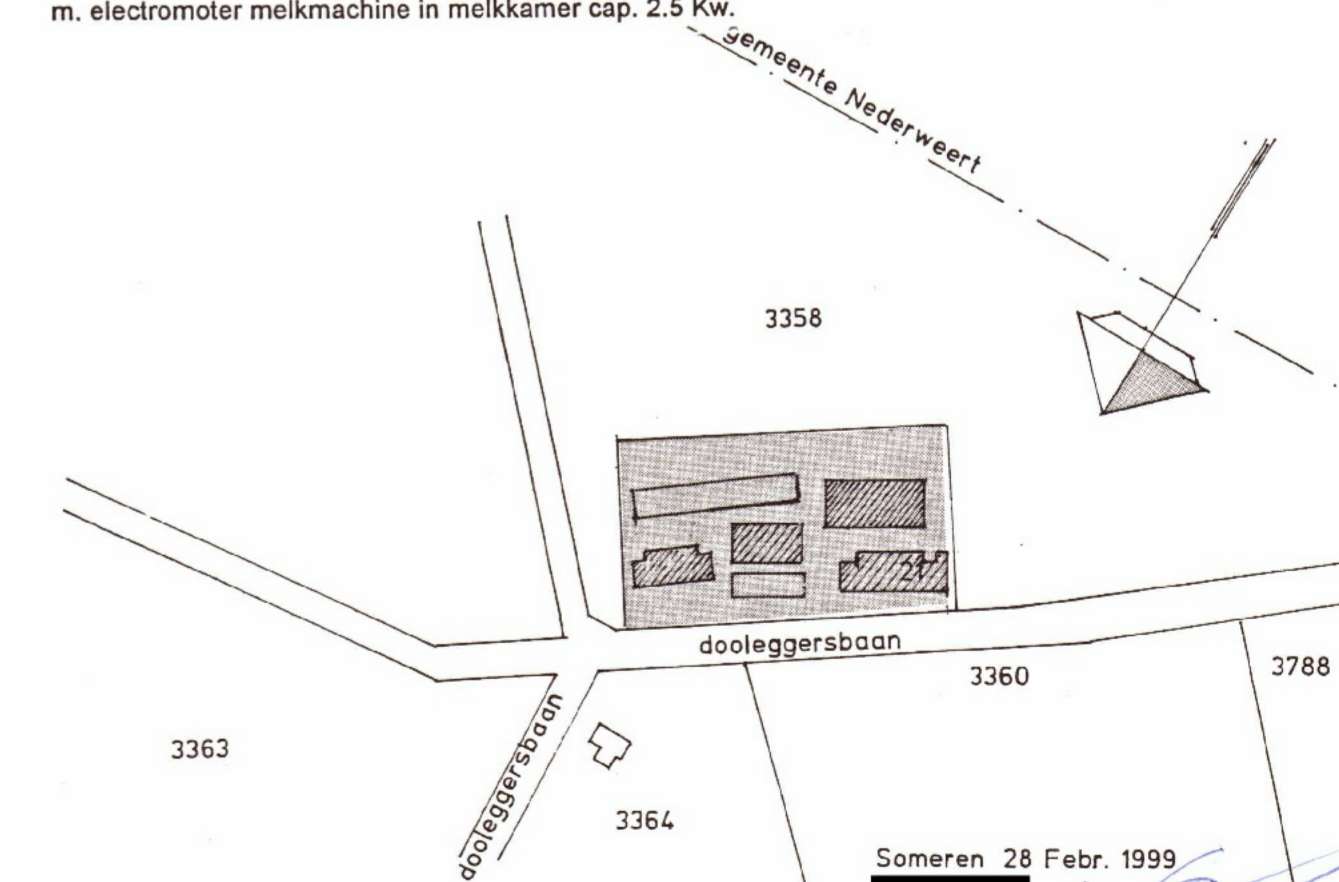 m. electromoter melkmachine in melkkamer cap. 2.5 Kw.
gemeente Nederweert
3358
21
dooleggersbaan
3360
3788
3363
dooleggersbaan
3364
Someren 28 Febr. 1999